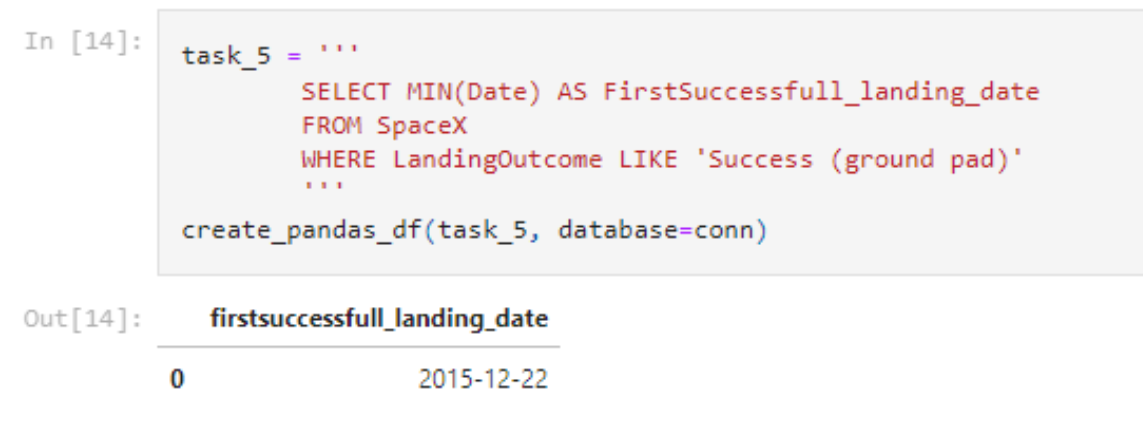 In [14]:
task_5 = '''
SELECT MIN(Date) AS FirstSuccessfull_landing_date
FROM SpaceX
WHERE LandingOutcome LIKE 'Success (ground pad)'
'''
create_pandas_df(task_5, database=conn)
Out[14]:
firstsuccessfull_landing_date
0 2015-12-22